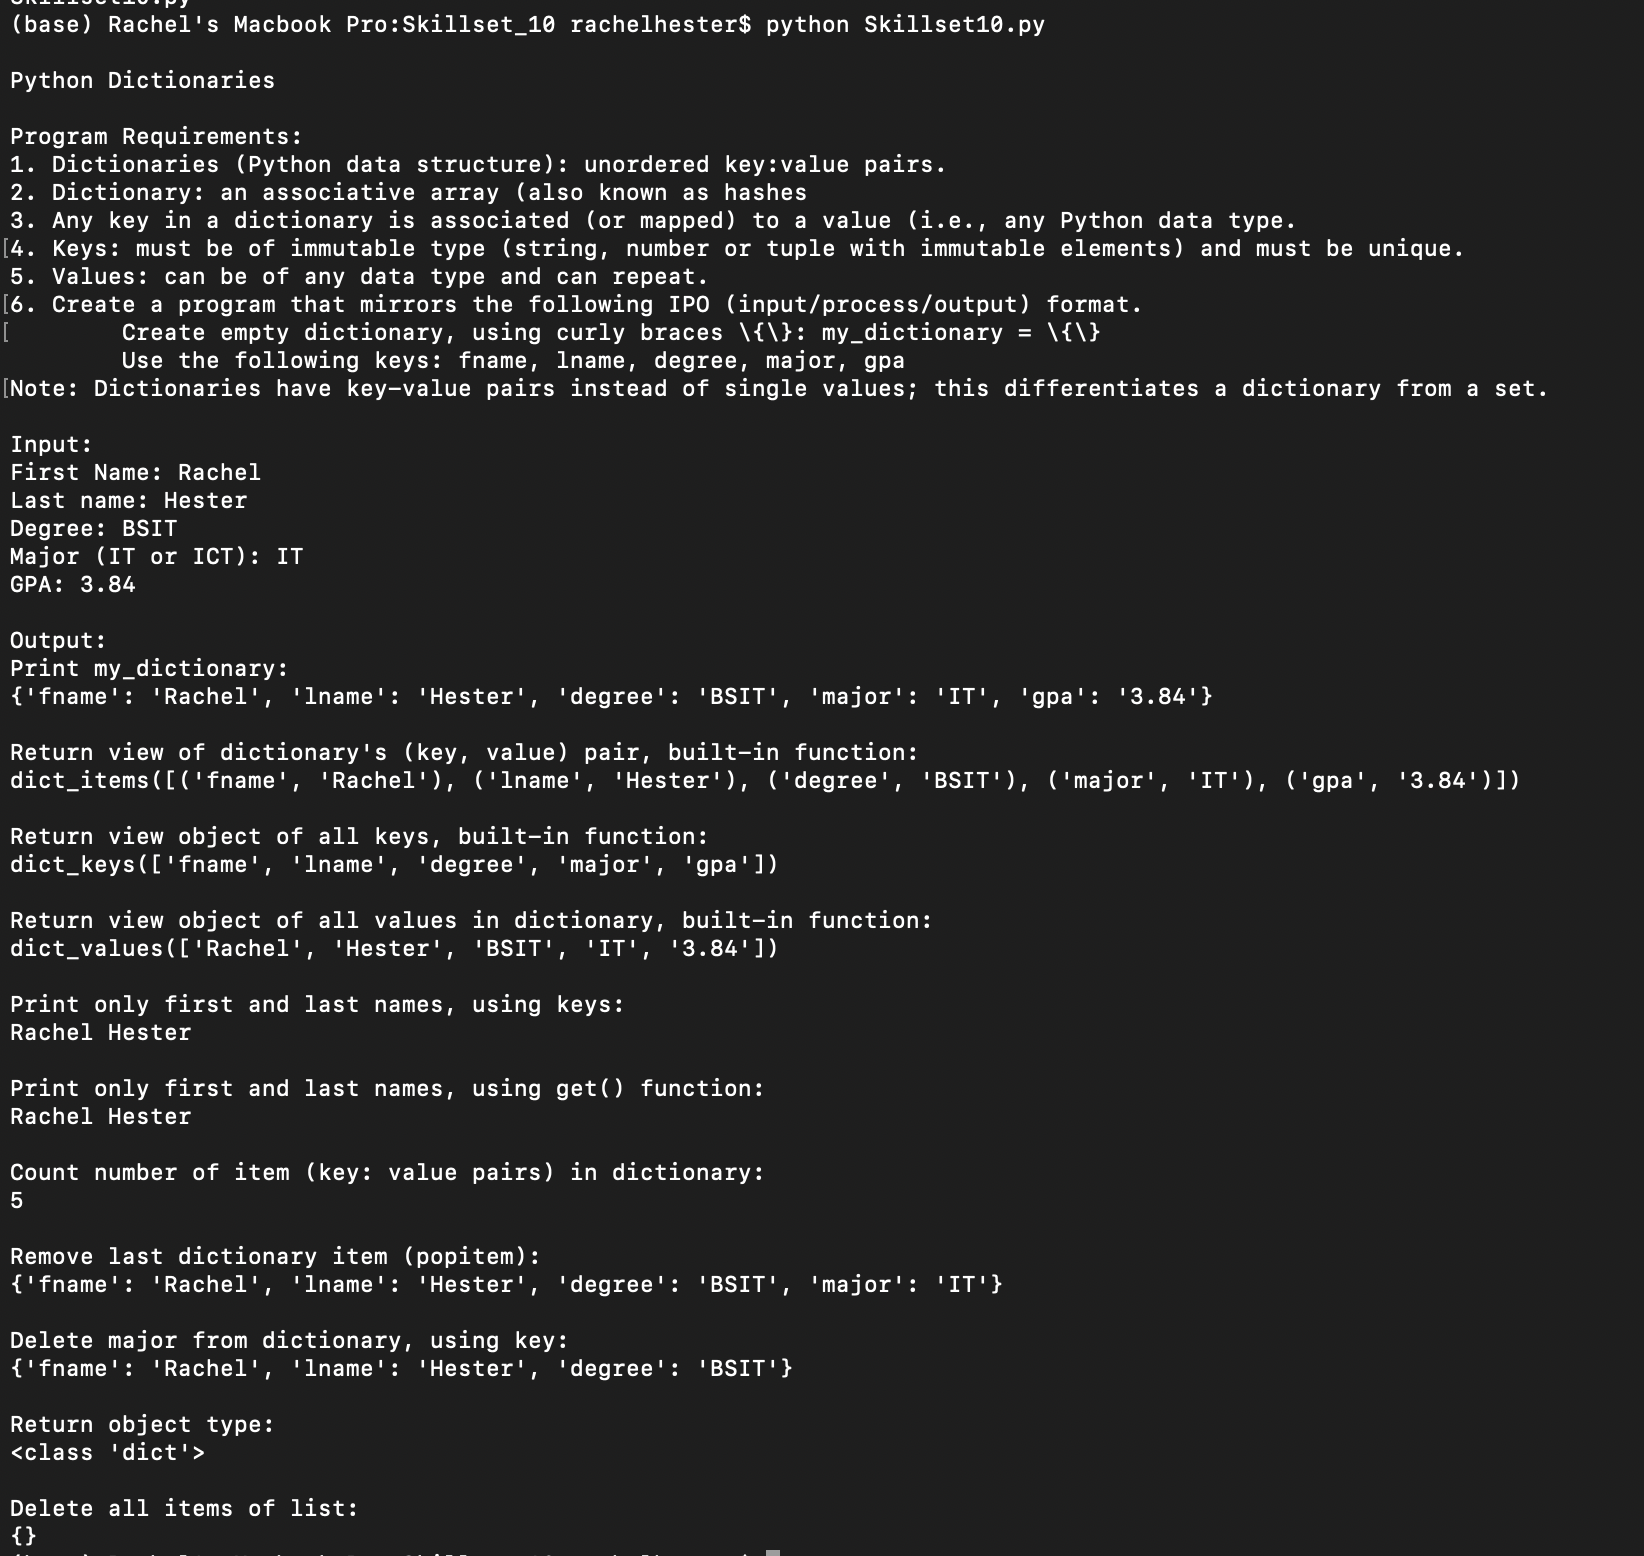 Skillset10.py
(base) Rachel's Macbook Pro:Skillset_10 rachelhester$ python Skillset10.py
Python Dictionaries
Program Requirements:
1. Dictionaries (Python data structure): unordered key:value pairs.
2. Dictionary: an associative array (also known as hashes
3. Any key in a dictionary is associated (or mapped) to a value (i.e., any Python data type.
[4. Keys: must be of immutable type (string, number or tuple with immutable elements) and must be unique.
5. Values: can be of any data type and can repeat.
[6. Create a program that mirrors the following IPO (input/process/output) format.
[        Create empty dictionary, using curly braces \{\}: my_dictionary = \{\}
        Use the following keys: fname, lname, degree, major, gpa
[Note: Dictionaries have key-value pairs instead of single values; this differentiates a dictionary from a set.
Input:
First Name: Rachel
Last name: Hester
Degree: BSIT
Major (IT or ICT): IT
GPA: 3.84
Output:
Print my_dictionary:
{'fname': 'Rachel', 'lname': 'Hester', 'degree': 'BSIT', 'major': 'IT', 'gpa': '3.84'}
Return view of dictionary's (key, value) pair, built-in function:
dict_items([('fname', 'Rachel'), ('lname', 'Hester'), ('degree', 'BSIT'), ('major', 'IT'), ('gpa', '3.84')])
Return view object of all keys, built-in function:
dict_keys(['fname', 'lname', 'degree', 'major', 'gpa'])
Return view object of all values in dictionary, built-in function:
dict_values(['Rachel', 'Hester', 'BSIT', 'IT', '3.84'])
Print only first and last names, using keys:
Rachel Hester
Print only first and last names, using get() function:
Rachel Hester
Count number of item (key: value pairs) in dictionary:
5
Remove last dictionary item (popitem):
{'fname': 'Rachel', 'lname': 'Hester', 'degree': 'BSIT', 'major': 'IT'}
Delete major from dictionary, using key:
{'fname': 'Rachel', 'lname': 'Hester', 'degree': 'BSIT'}
Return object type:
<class 'dict'>
Delete all items of list:
{}